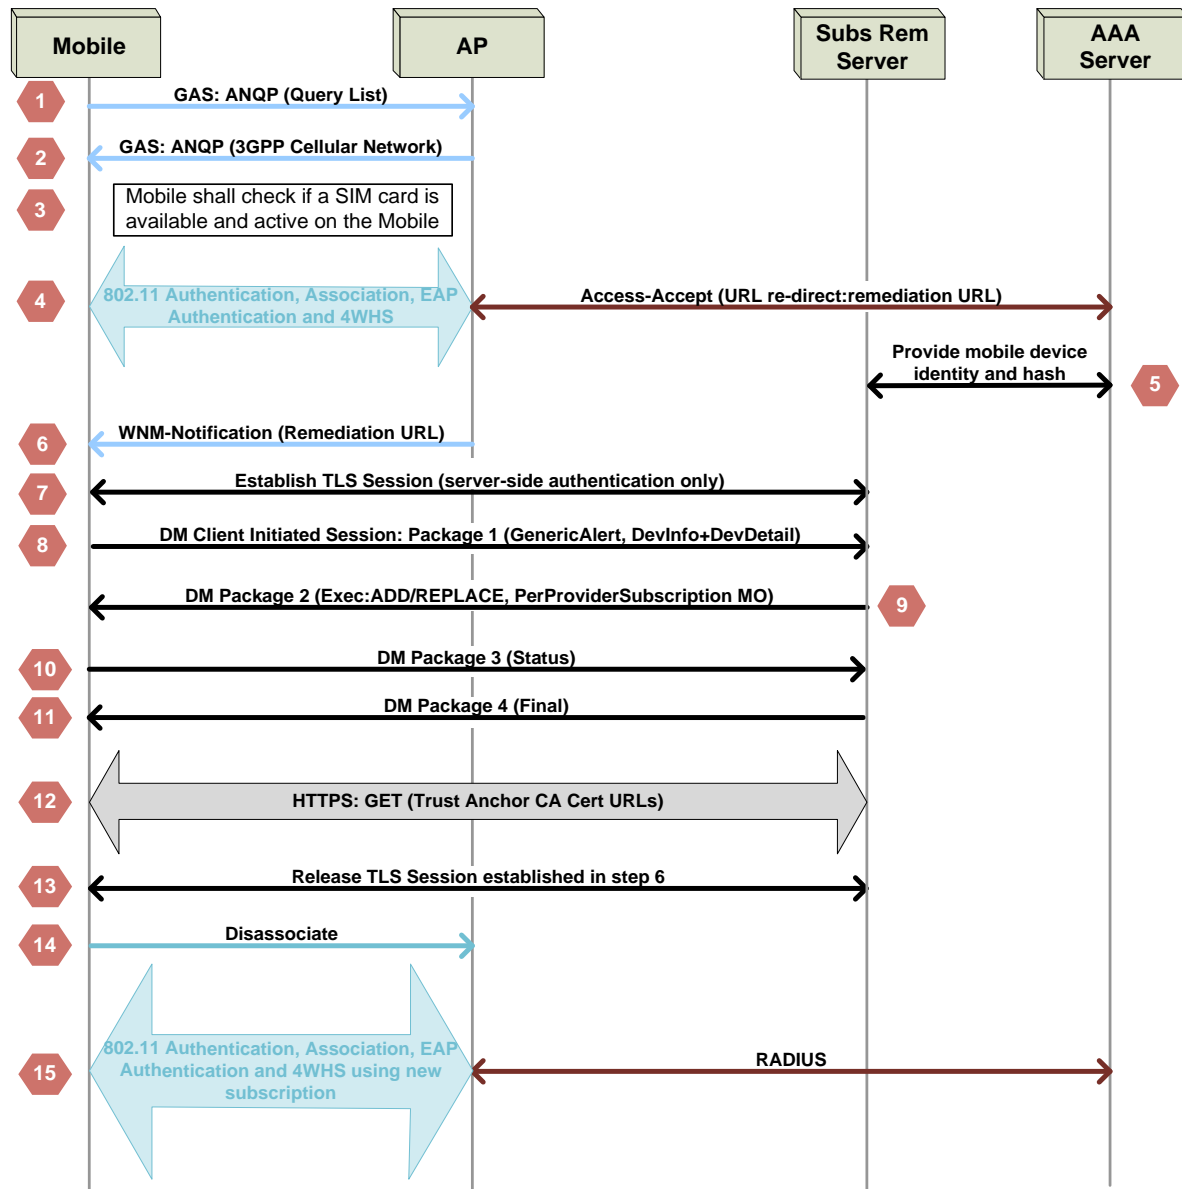 Mobile
AP
Subs Rem
Server
AAA
Server
1
GAS: ANQP (Query List)
2
GAS: ANQP (3GPP Cellular Network)
3
Mobile shall check if a SIM card is
available and active on the Mobile
4
802.11 Authentication, Association, EAP
Authentication and 4WHS
Access-Accept (URL re-direct:remediation URL)
Provide mobile device
identity and hash
5
6
WNM-Notification (Remediation URL)
7
Establish TLS Session (server-side authentication only)
8
DM Client Initiated Session: Package 1 (GenericAlert, DevInfo+DevDetail)
DM Package 2 (Exec:ADD/REPLACE, PerProviderSubscription MO)
9
10
DM Package 3 (Status)
11
DM Package 4 (Final)
12
HTTPS: GET (Trust Anchor CA Cert URLs)
13
Release TLS Session established in step 6
14
Disassociate
15
802.11 Authentication, Association, EAP
Authentication and 4WHS using new
subscription
RADIUS